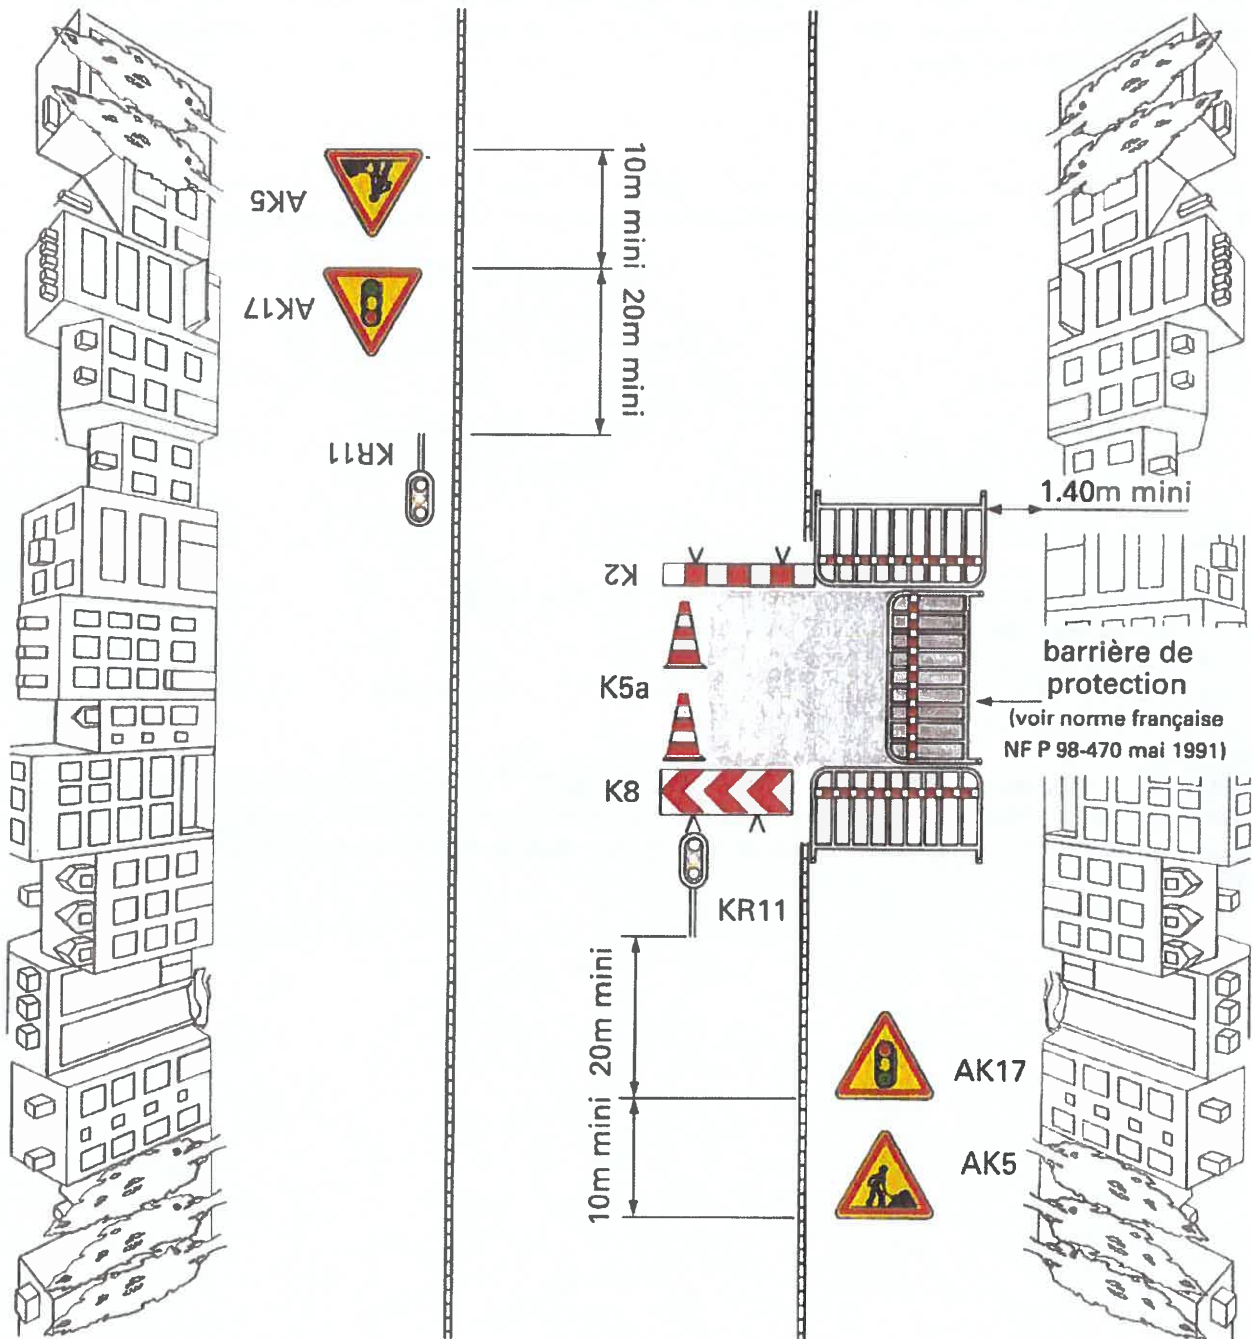 AK5
10m mini
AK17
20m mini
KR11
1.40m mini
K2
barrière de
protection
(voir norme française
NF P 98-470 mai 1991)
K5a
K8
KR11
20m mini
AK17
10m mini
AK5